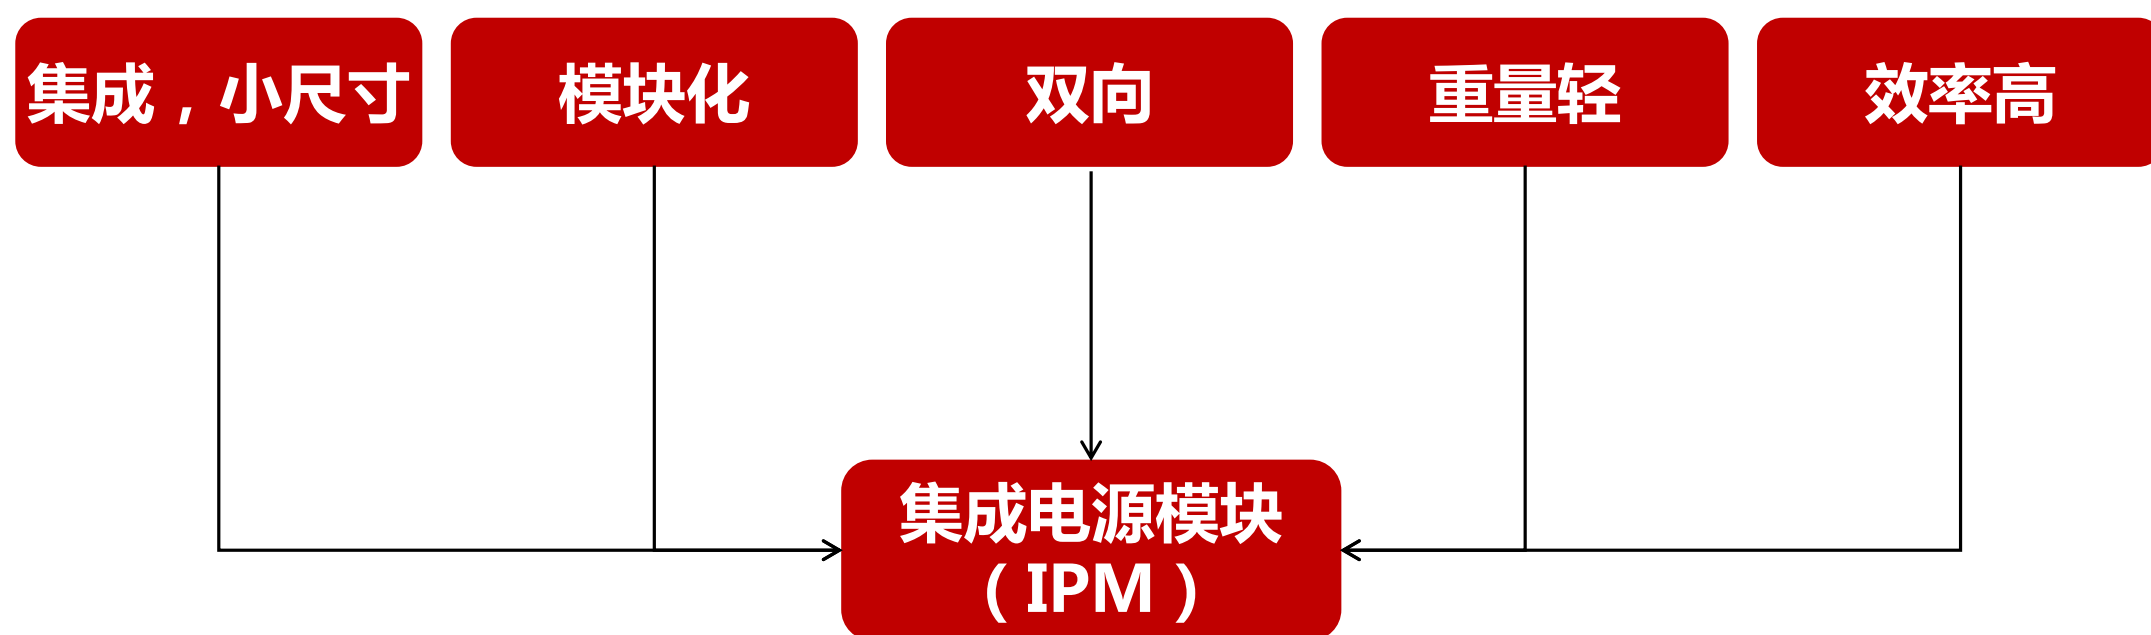 集成，小尺寸
模块化
双向
重量轻
效率高
集成电源模块
（IPM）